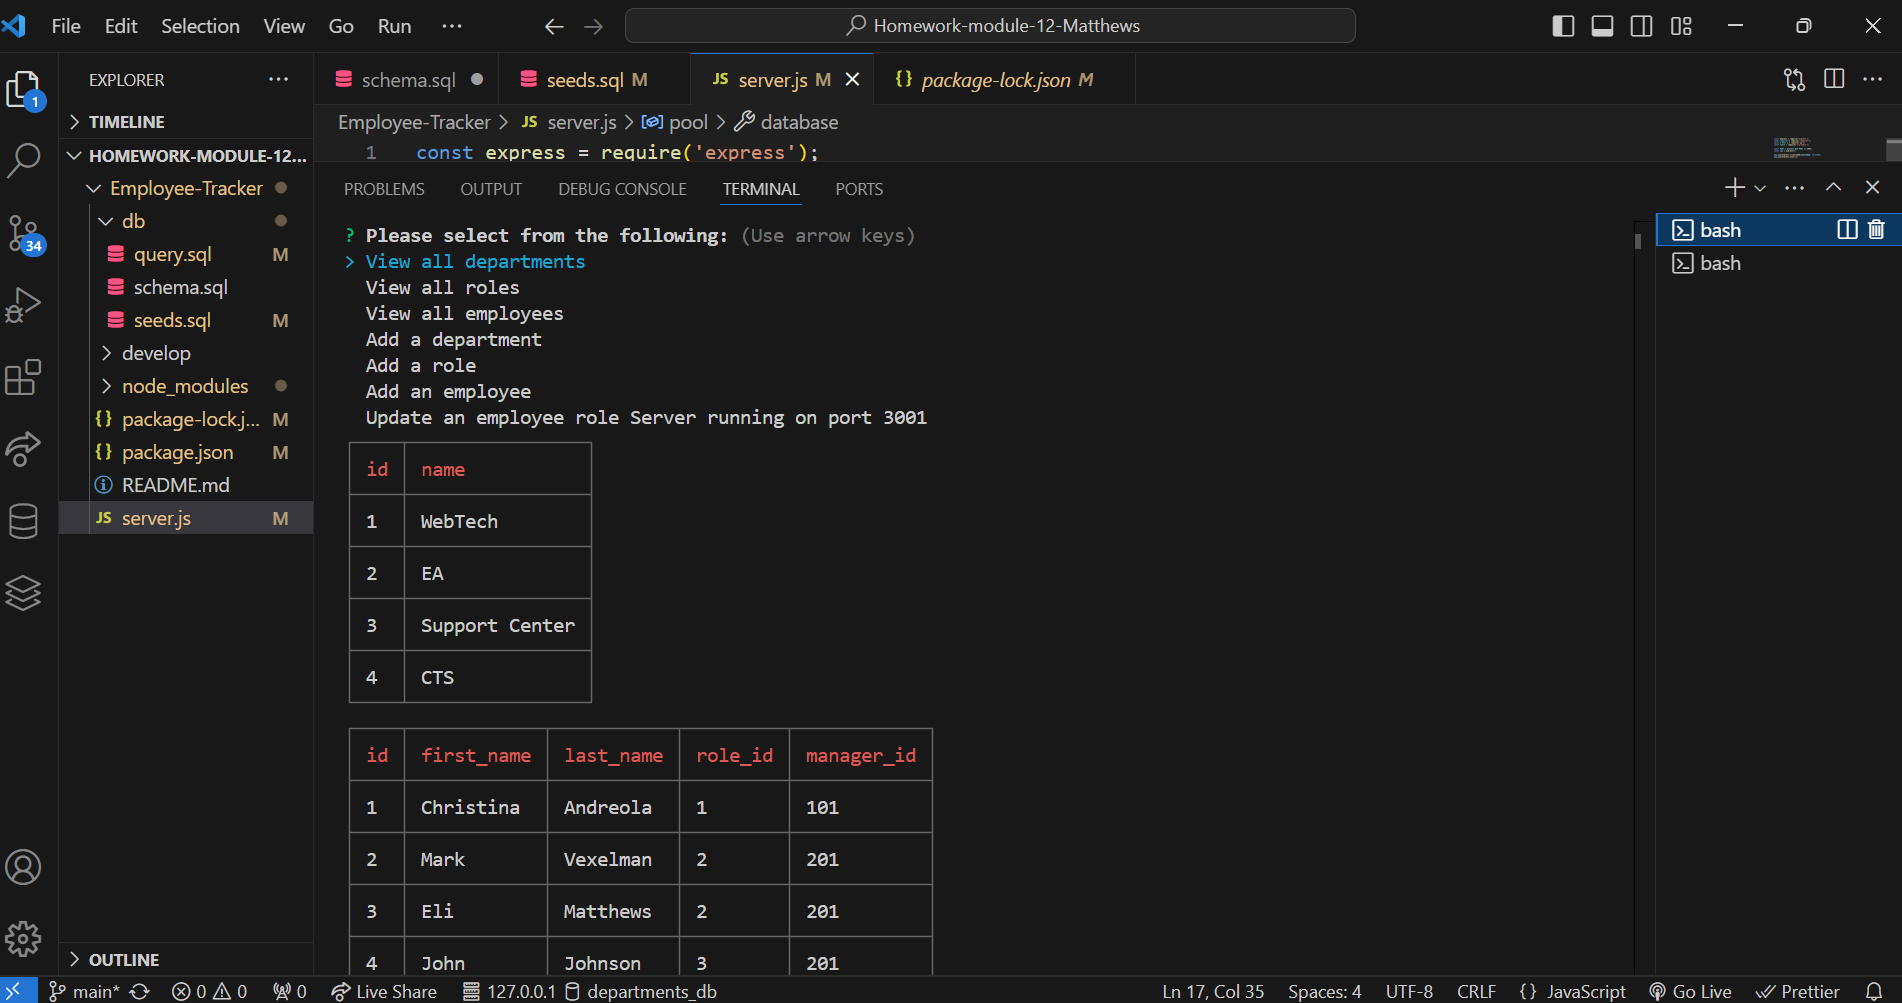 File Edit Selection View Go Run ··· Homework-module-12-Matthews
EXPLORER ···
1
TIMELINE
HOMEWORK-MODULE-12...
Employee-Tracker
db
query.sql M
schema.sql
34
seeds.sql M
develop
node_modules
package-lock.j... M
package.json M
README.md
JS server.js M
OUTLINE
schema.sql
seeds.sql M
JS server.js M
{} package-lock.json M
Employee-Tracker > JS server.js > pool > database
1 const express = require('express');
PROBLEMS OUTPUT DEBUG CONSOLE TERMINAL PORTS
bash
bash
? Please select from the following: (Use arrow keys)
> View all departments
View all roles
View all employees
Add a department
Add a role
Add an employee
Update an employee role Server running on port 3001
id name
1 WebTech
2 EA
3 Support Center
4 CTS
id first_name last_name role_id manager_id
1 Christina Andreola 1 101
2 Mark Vexelman 2 201
3 Eli Matthews 2 201
4 John Johnson 3 201
main* 0 0 0 Live Share 127.0.0.1 departments_db Ln 17, Col 35 Spaces: 4 UTF-8 CRLF {} JavaScript Go Live Prettier